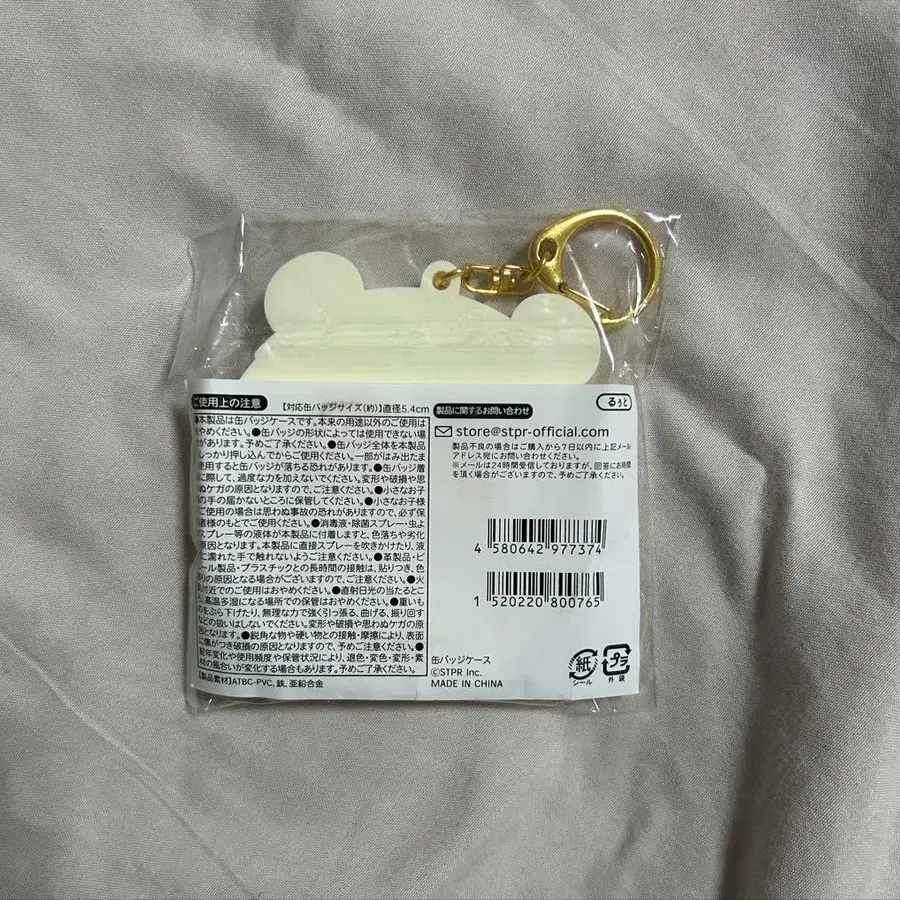 ご使用上の注意
【対応缶バッジサイズ(約)】直径5.4cm
●本製品は缶バッジケースです。本来の用途以外のご使用は
おやめください。●缶バッジの形状によっては使用できない場
合があります。予めご了承ください。●缶バッジ全体を本製品
にしっかり押し込んでからご使用ください。一部がはみ出たま
ま使用すると缶バッジが落ちる恐れがあります。●缶バッジ着
脱に際して、過度な力を加えないでください。変形や破損や思
わぬケガの原因となりますので、ご注意ください。●小さなお子
様の手の届かないところに保管してください。●小さなお子様
がご使用の場合は思わぬ事故の恐れがありますので、必ず保
護者様のもとでご使用ください。●消毒液・除菌スプレー・虫よ
けスプレー等の液体が本製品に付着しますと、色落ちや劣化
の原因となります。本製品に直接スプレーを吹きかけたり、液
体に濡れた手で触れないようご注意ください。●革製品・ビ
ニール製品・プラスチックとの長時間の接触は、貼りつき、色
移りの原因となる場合がございますので、ご注意ください。●火
気付近でのご使用はおやめください。●直射日光の当たるとこ
ろ、高温多湿になる場所での保管はおやめください。●重いも
のをぶら下げたり、無理な力で強く引っ張る、曲げる、振り回す
などの扱いはしないでください。変形や破損や思わぬケガの原
因となります。●鋭角な物や硬い物との接触・摩擦により、表面
に傷がつき破損の原因となりますので、予めご了承ください。●
経年変化や使用頻度や保管状況により、退色・変色・変形・素
材の風合いが変化する場合もあります。予めご了承ください。
【製品素材】ATBC-PVC、鉄、亜鉛合金
製品に関するお問い合わせ
るぅと
store@stpr-official.com
製品不良の場合はご購入から7日以内に上記メール
アドレス宛にお問い合わせください。
※メールは24時間受信しておりますが、回答にお時間
を頂く場合がございますので、予めご了承ください。
4 580642 977374
1 520220 800765
缶バッジケース
©STPR Inc.
MADE IN CHINA
紙
シール
プラ
外袋